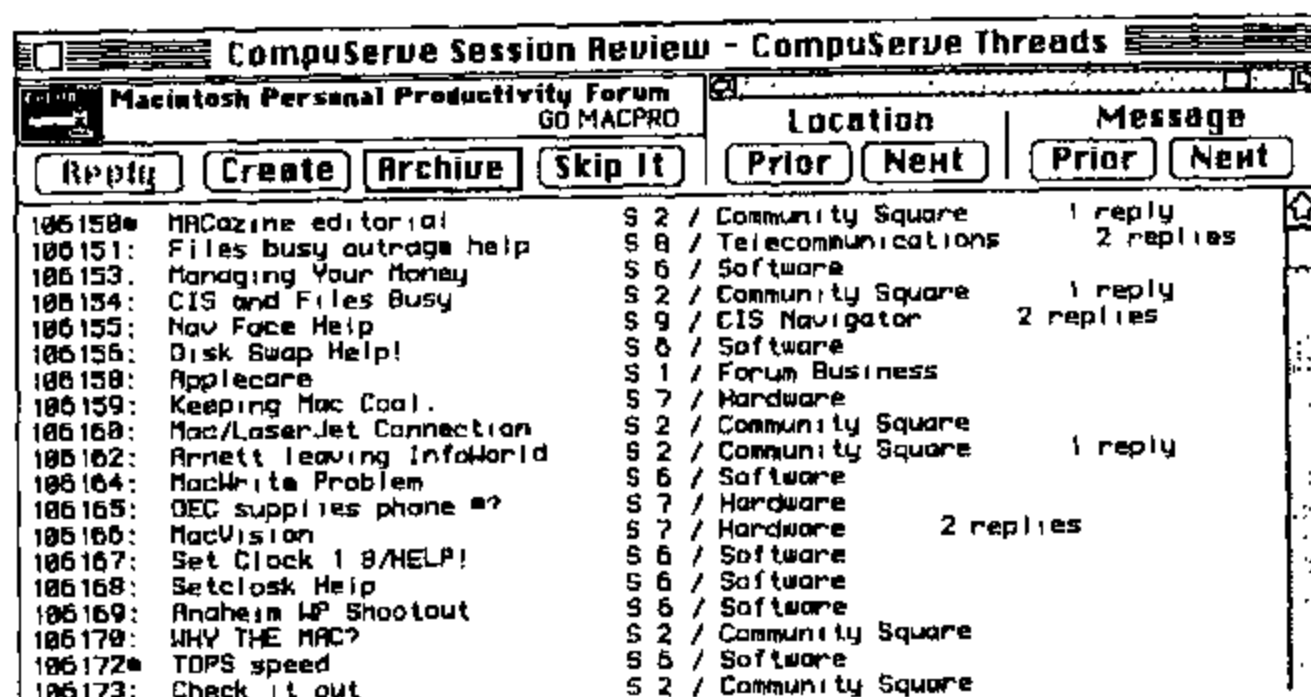 CompuServe Session Review - CompuServe Threads
Macintosh Personal Productivity Forum
GO MACPRO
Location Message
Reply Create Archive Skip It Prior Next Prior Next
106150* MACazine editorial S 2 / Community Square 1 reply
106151: Files busy outrage help S 8 / Telecommunications 2 replies
106153: Managing Your Money S 6 / Software
106154: CIS and Files Busy S 2 / Community Square 1 reply
106155: Nav Face Help S 9 / CIS Navigator 2 replies
106156: Disk Swap Help! S 6 / Software
106158: Applecare S 1 / Forum Business
106159: Keeping Mac Cool. S 7 / Hardware
106160: Mac/LaserJet Connection S 2 / Community Square
106162: Arnett leaving InfoWorld S 2 / Community Square 1 reply
106164: MacWrite Problem S 6 / Software
106165: DEC supplies phone #? S 7 / Hardware
106166: MacVision S 7 / Hardware 2 replies
106167: Set Clock 1 8/HELP! S 6 / Software
106168: Setclosk Help S 6 / Software
106169: Anaheim WP Shootout S 6 / Software
106170: WHY THE MAC? S 2 / Community Square
106172* TOPS speed S 6 / Software
106173: Check it out S 2 / Community Square